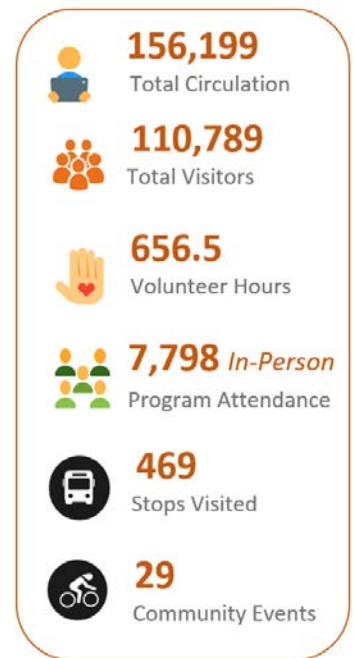 156,199
Total Circulation
110,789
Total Visitors
656.5
Volunteer Hours
7,798 In-Person
Program Attendance
469
Stops Visited
29
Community Events